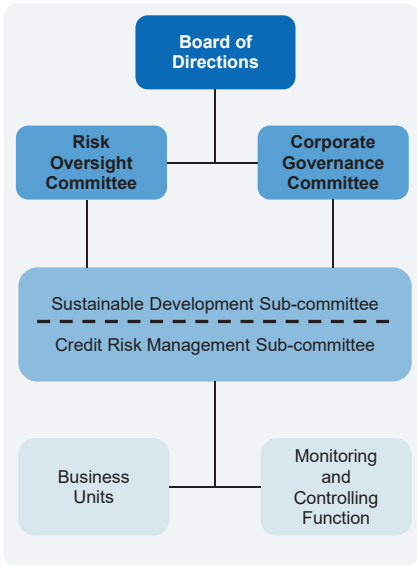 Board of
Directions
Risk
Oversight
Committee
Corporate
Governance
Committee
Sustainable Development Sub-committee
Credit Risk Management Sub-committee
Business
Units
Monitoring
and
Controlling
Function